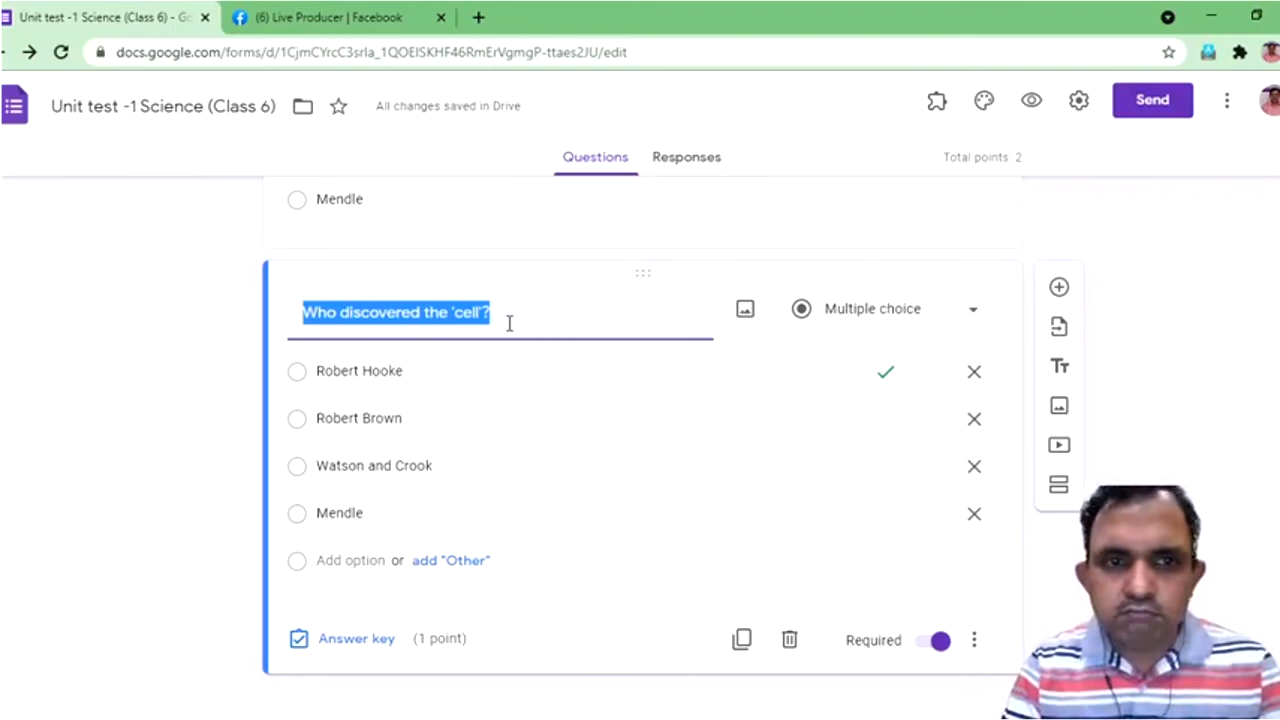 Unit test -1 Science (Class 6) - Go
(6) Live Producer | Facebook
docs.google.com/forms/d/1CjmCYrcC3srIa_1QOEISKHF46RmErVgmgP-ttaes2JU/edit
Unit test -1 Science (Class 6)
All changes saved in Drive
Send
Questions
Responses
Total points 2
Mendle
Who discovered the 'cell'?
Multiple choice
Robert Hooke
Robert Brown
Watson and Crook
Mendle
Add option or add "Other"
Answer key (1 point)
Required